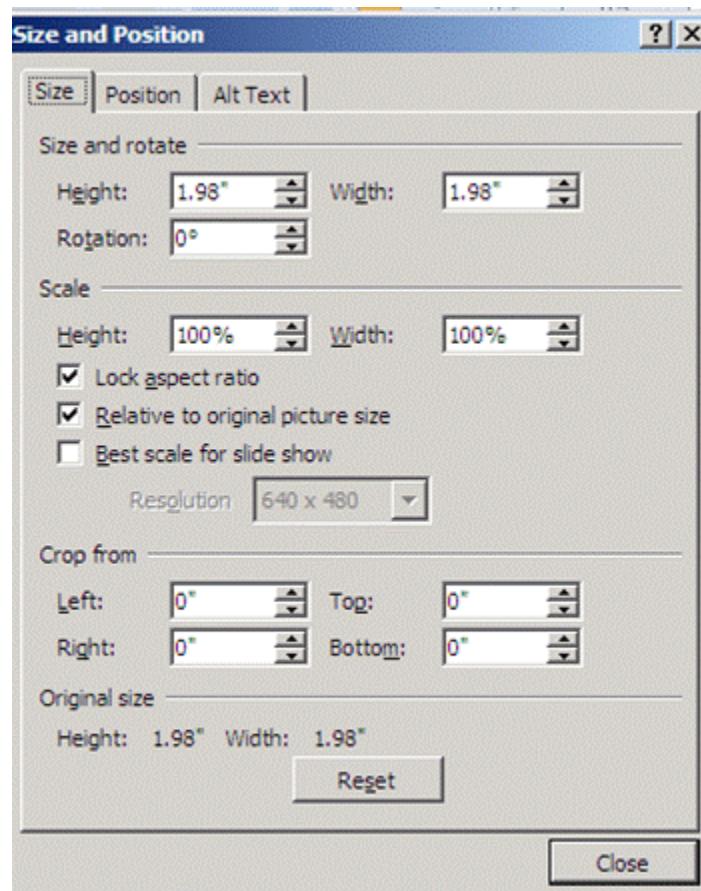 Size and Position ? X
Size Position Alt Text
Size and rotate
Height: 1.98" Width: 1.98"
Rotation: 0°
Scale
Height: 100% Width: 100%
Lock aspect ratio
Relative to original picture size
Best scale for slide show
Resolution 640 x 480
Crop from
Left: 0" Top: 0"
Right: 0" Bottom: 0"
Original size
Height: 1.98" Width: 1.98"
Reset
Close